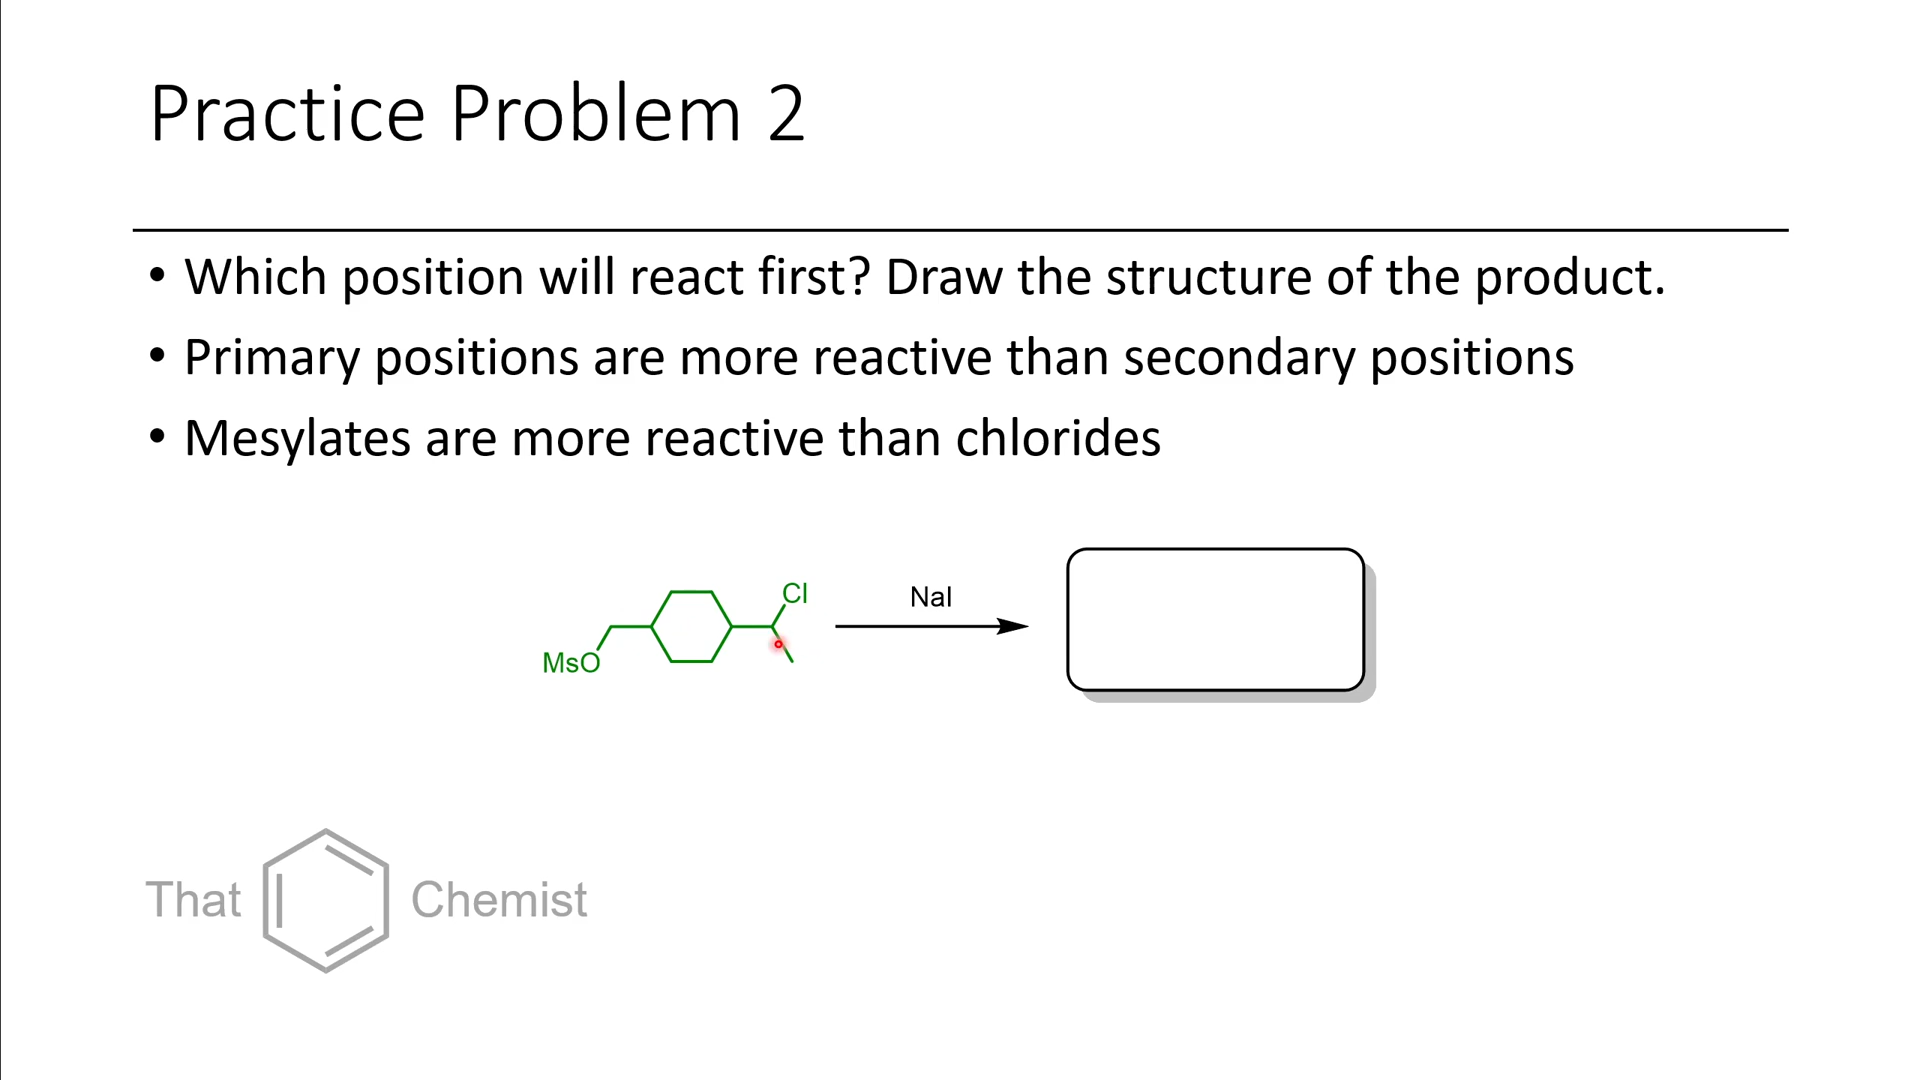 Practice Problem 2
• Which position will react first? Draw the structure of the product.
• Primary positions are more reactive than secondary positions
• Mesylates are more reactive than chlorides
Cl
NaI
MsO
That Chemist